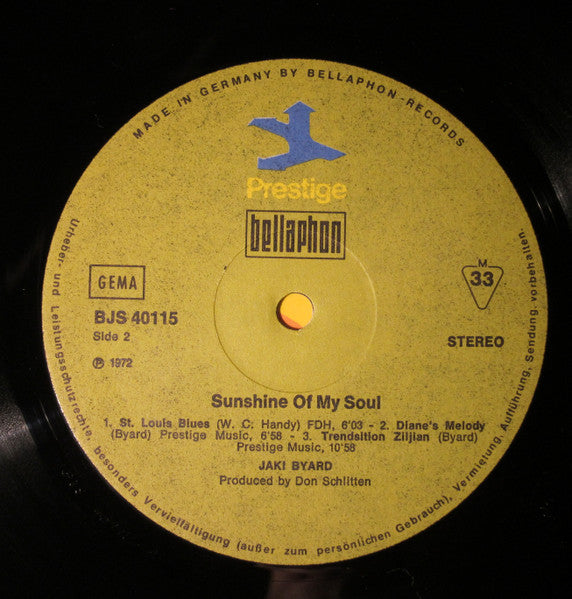 MADE IN GERMANY BY BELLAPHON-RECORDS
Prestige
bellaphon
GEMA
BJS 40115
Side 2
℗ 1972
M
33
STEREO
Sunshine Of My Soul
1. St. Louis Blues (W. C. Handy) FDH, 6'03 - 2. Diane's Melody
(Byard) Prestige Music, 6'58 - 3. Trendsition Ziljian (Byard)
Prestige Music, 10'58
JAKI BYARD
Produced by Don Schlitten
Urheber- und Leistungsschutzrechte, besonders Vervielfältigung (außer zum persönlichen Gebrauch), Vermietung, Aufführung, Sendung, vorbehalten.